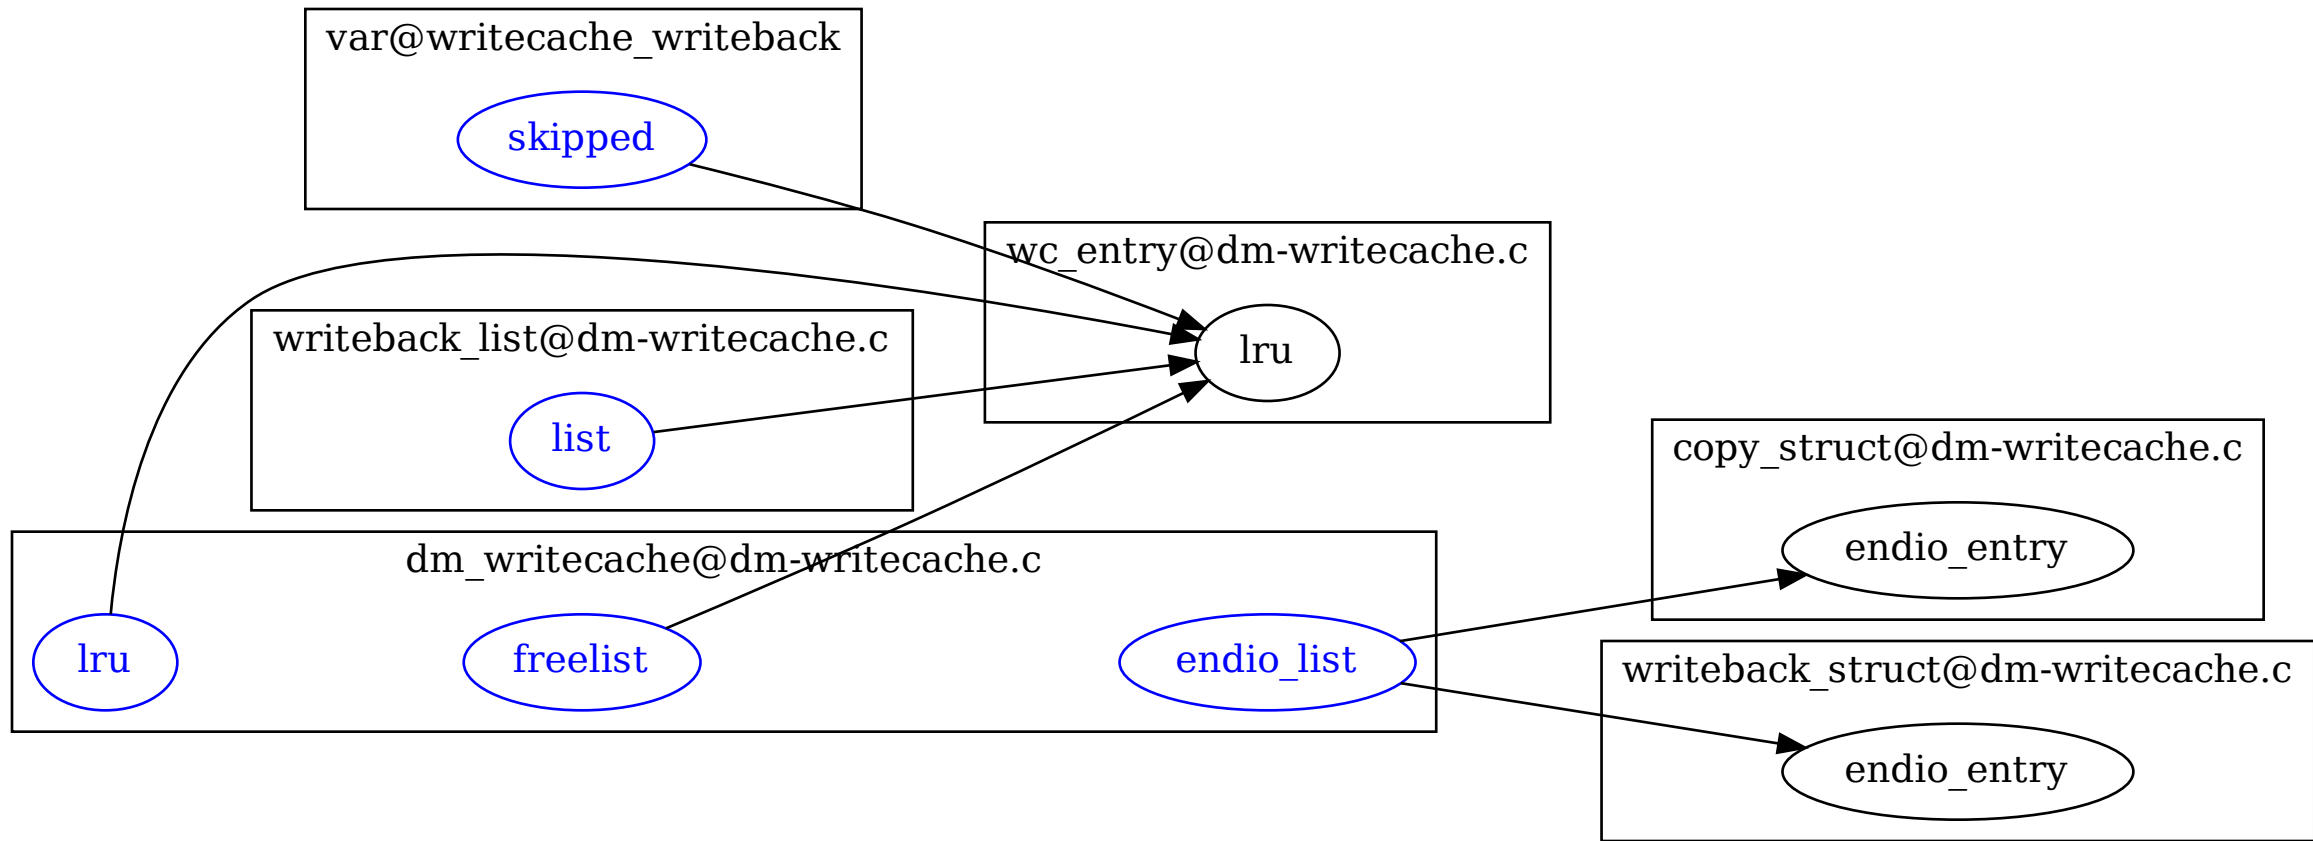 var@writecache_writeback
skipped
wc_entry@dm-writecache.c
lru
writeback_list@dm-writecache.c
list
copy_struct@dm-writecache.c
endio_entry
dm_writecache@dm-writecache.c
lru
freelist
endio_list
writeback_struct@dm-writecache.c
endio_entry